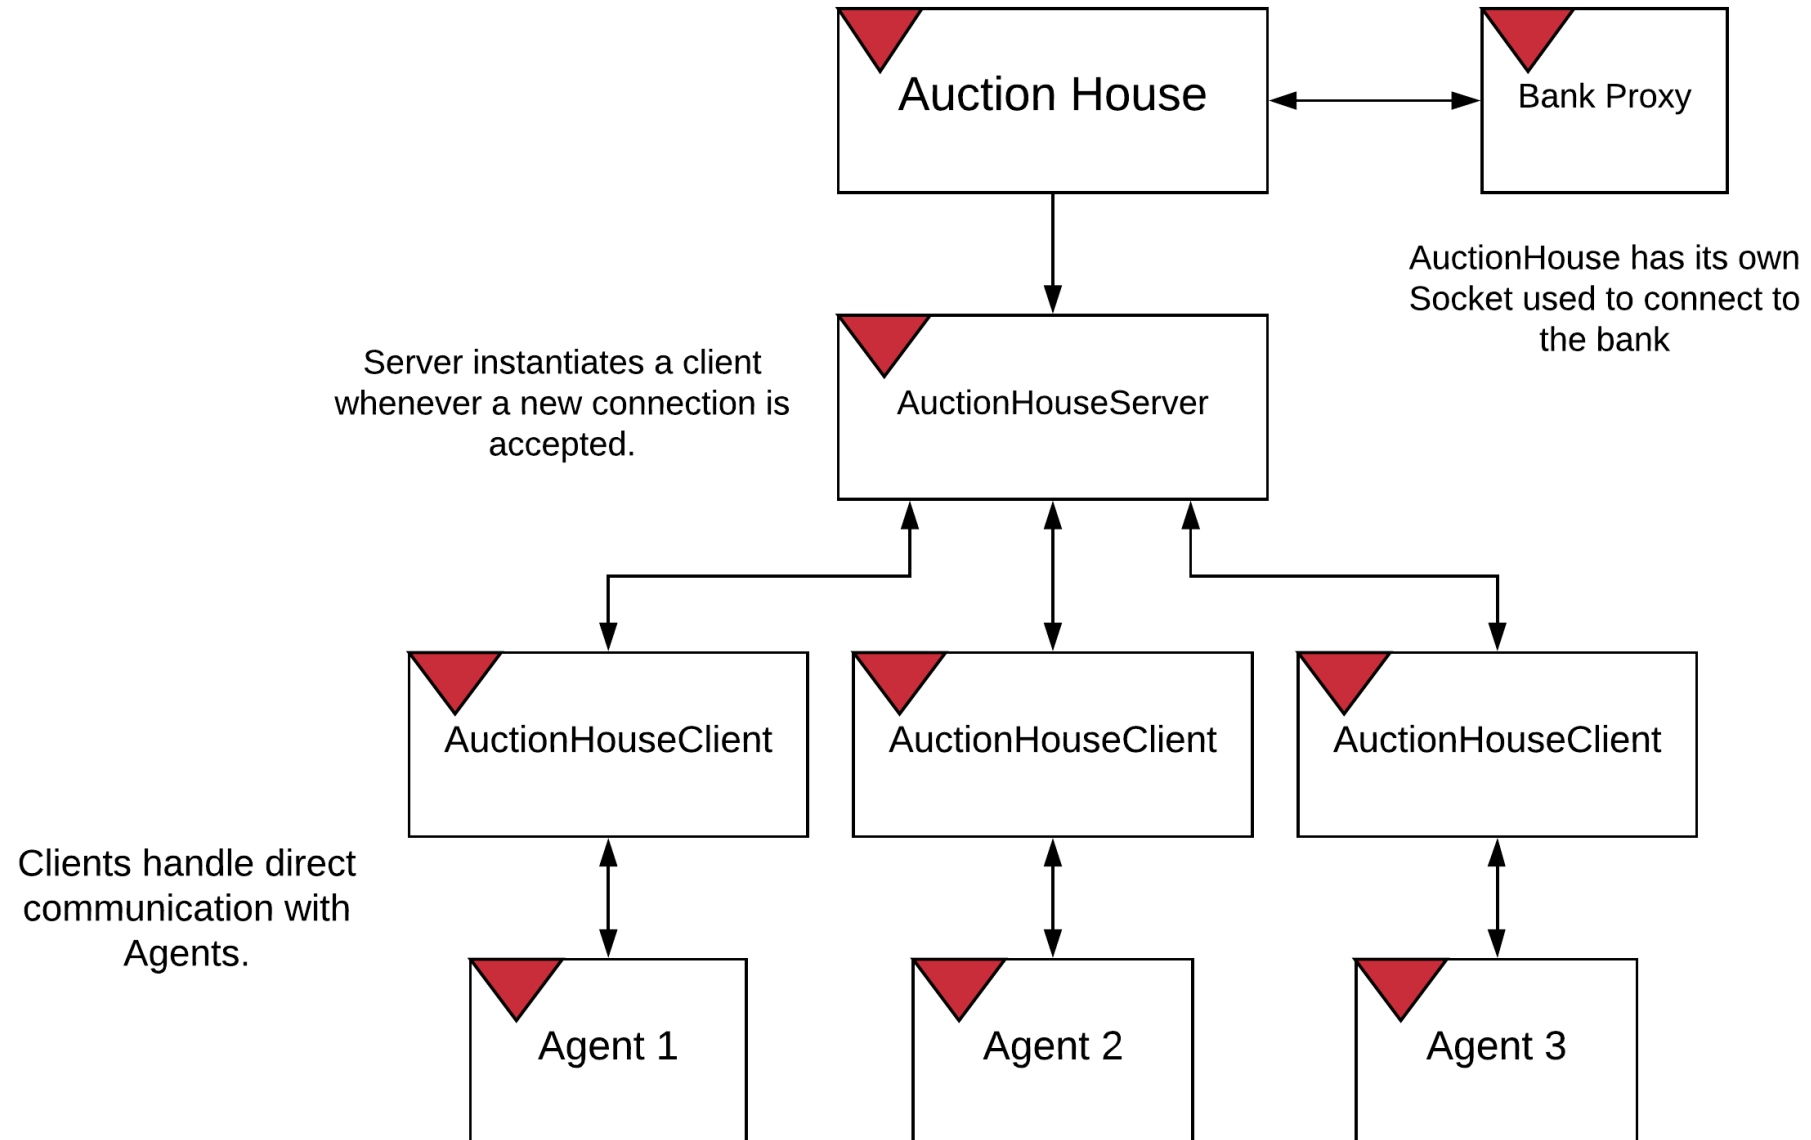 Auction House
Bank Proxy
AuctionHouse has its own
Socket used to connect to
the bank
Server instantiates a client
whenever a new connection is
accepted.
AuctionHouseServer
AuctionHouseClient
AuctionHouseClient
AuctionHouseClient
Clients handle direct
communication with
Agents.
Agent 1
Agent 2
Agent 3